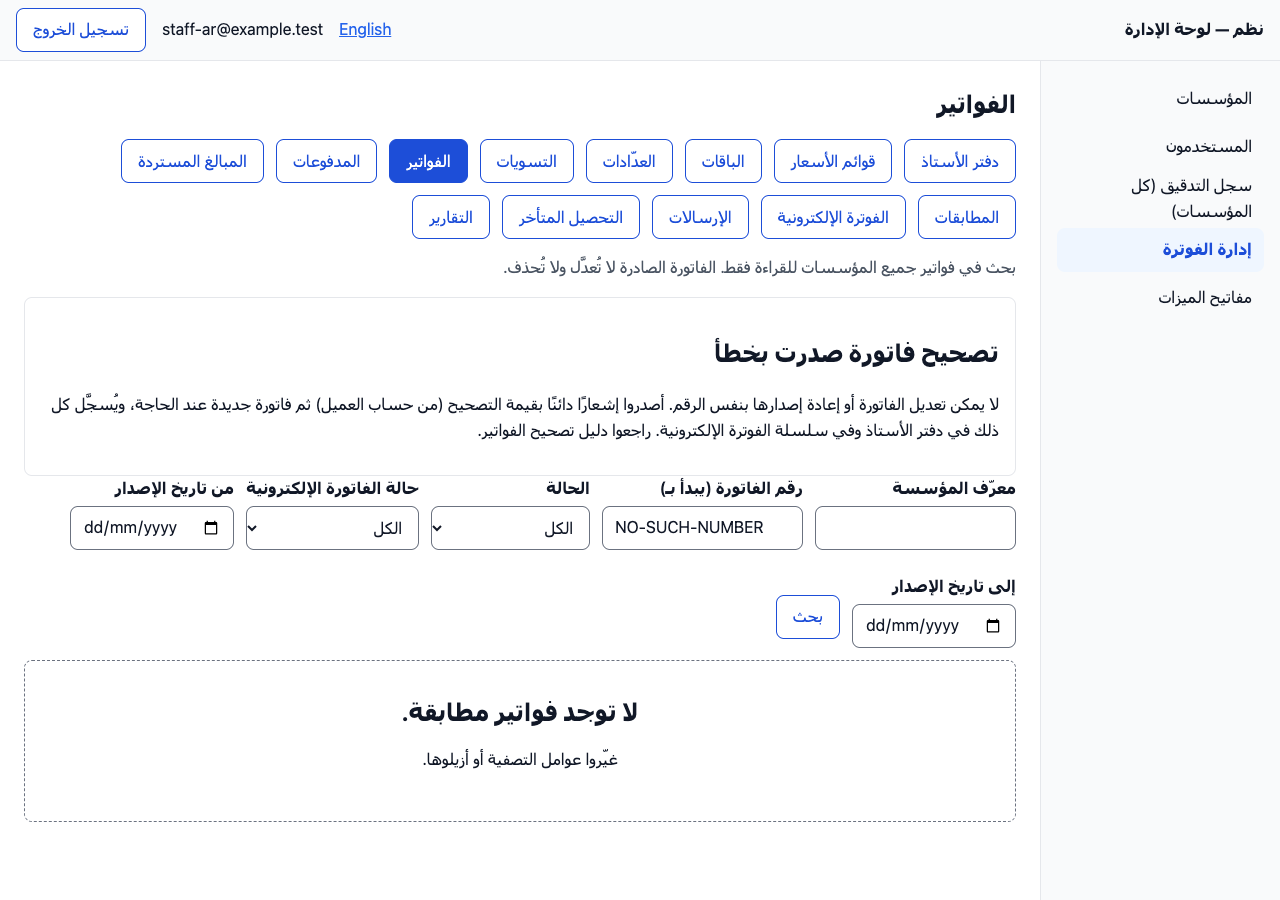 نظم — لوحة الإدارة
English
staff-ar@example.test
تسجيل الخروج
المؤسسات
المستخدمون
سجل التدقيق (كل
المؤسسات)
إدارة الفوترة
مفاتيح الميزات
الفواتير
دفتر الأستاذ
قوائم الأسعار
الباقات
العدّادات
التسويات
الفواتير
المدفوعات
المبالغ المستردة
المطابقات
الفوترة الإلكترونية
الإرسالات
التحصيل المتأخر
التقارير
بحث في فواتير جميع المؤسسات للقراءة فقط. الفاتورة الصادرة لا تُعدَّل ولا تُحذف.
تصحيح فاتورة صدرت بخطأ
لا يمكن تعديل الفاتورة أو إعادة إصدارها بنفس الرقم. أصدروا إشعارًا دائنًا بقيمة التصحيح (من حساب العميل) ثم فاتورة جديدة عند الحاجة، ويُسجَّل كل
ذلك في دفتر الأستاذ وفي سلسلة الفوترة الإلكترونية. راجعوا دليل تصحيح الفواتير.
معرّف المؤسسة
رقم الفاتورة (يبدأ بـ)
NO-SUCH-NUMBER
الحالة
الكل
حالة الفاتورة الإلكترونية
الكل
من تاريخ الإصدار
dd/mm/yyyy
إلى تاريخ الإصدار
dd/mm/yyyy
بحث
لا توجد فواتير مطابقة.
غيّروا عوامل التصفية أو أزيلوها.